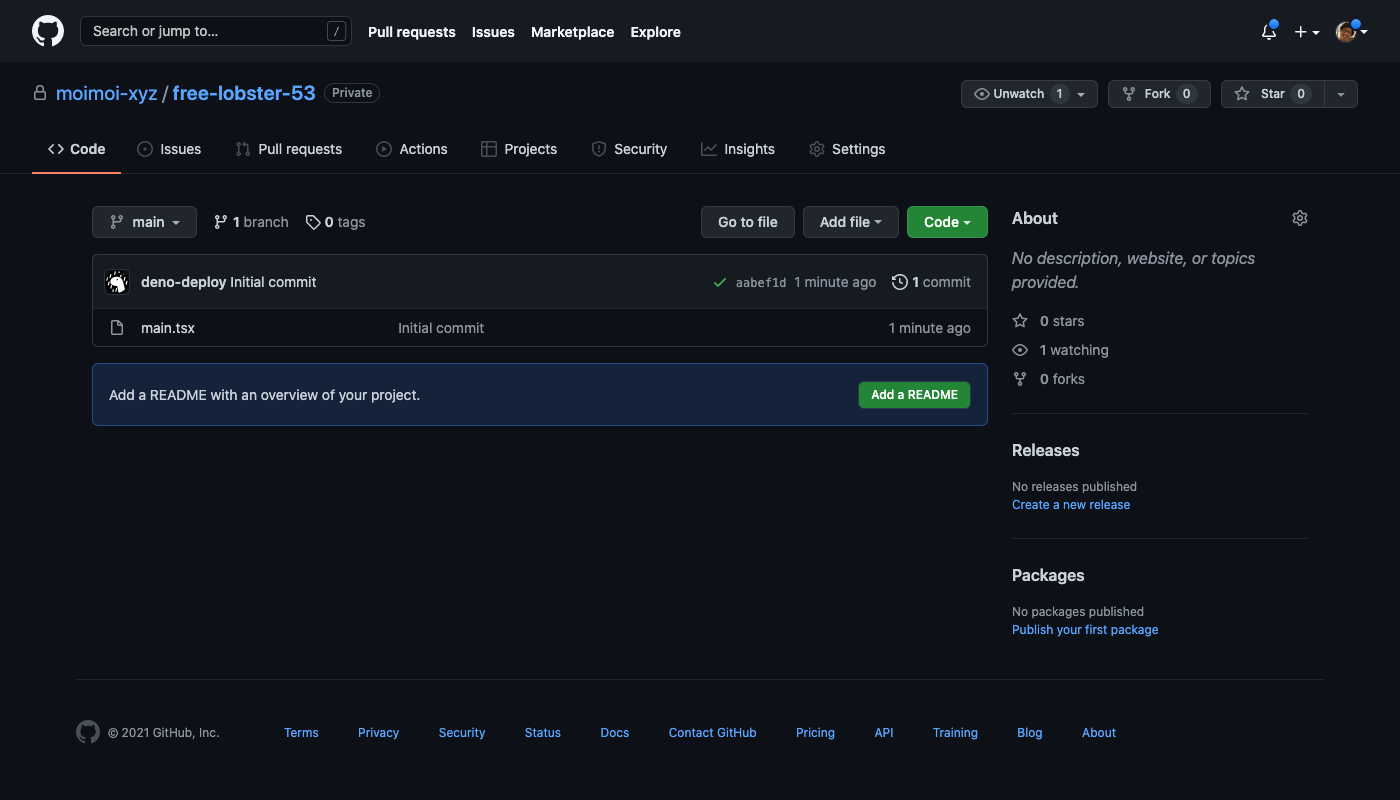 Search or jump to... / Pull requests Issues Marketplace Explore
moimoi-xyz / free-lobster-53 Private Unwatch 1 Fork 0 Star 0
Code Issues Pull requests Actions Projects Security Insights Settings
main 1 branch 0 tags Go to file Add file Code
deno-deploy Initial commit aabef1d 1 minute ago 1 commit
main.tsx Initial commit 1 minute ago
Add a README with an overview of your project. Add a README
About
No description, website, or topics
provided.
0 stars
1 watching
0 forks
Releases
No releases published
Create a new release
Packages
No packages published
Publish your first package
© 2021 GitHub, Inc. Terms Privacy Security Status Docs Contact GitHub Pricing API Training Blog About